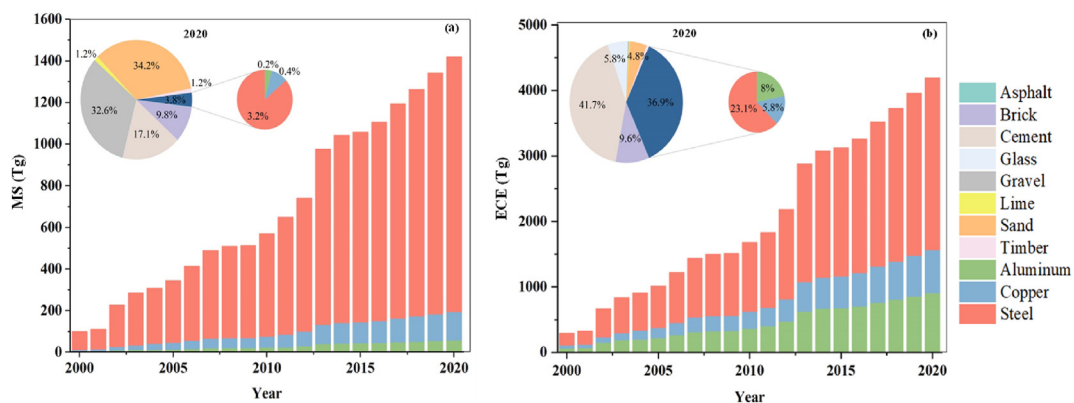 (a)
2020
1600
1400
1200
1000
800
600
400
200
0
MS (Tg)
1.2%
34.2%
1.2%
3.8%
9.8%
17.1%
32.6%
0.2%
0.4%
3.2%
2000
2005
2010
2015
2020
Year
(b)
2020
5000
4000
3000
2000
1000
0
ECE (Tg)
5.8%
4.8%
36.9%
9.6%
41.7%
8%
5.8%
23.1%
2000
2005
2010
2015
2020
Year
Asphalt
Brick
Cement
Glass
Gravel
Lime
Sand
Timber
Aluminum
Copper
Steel